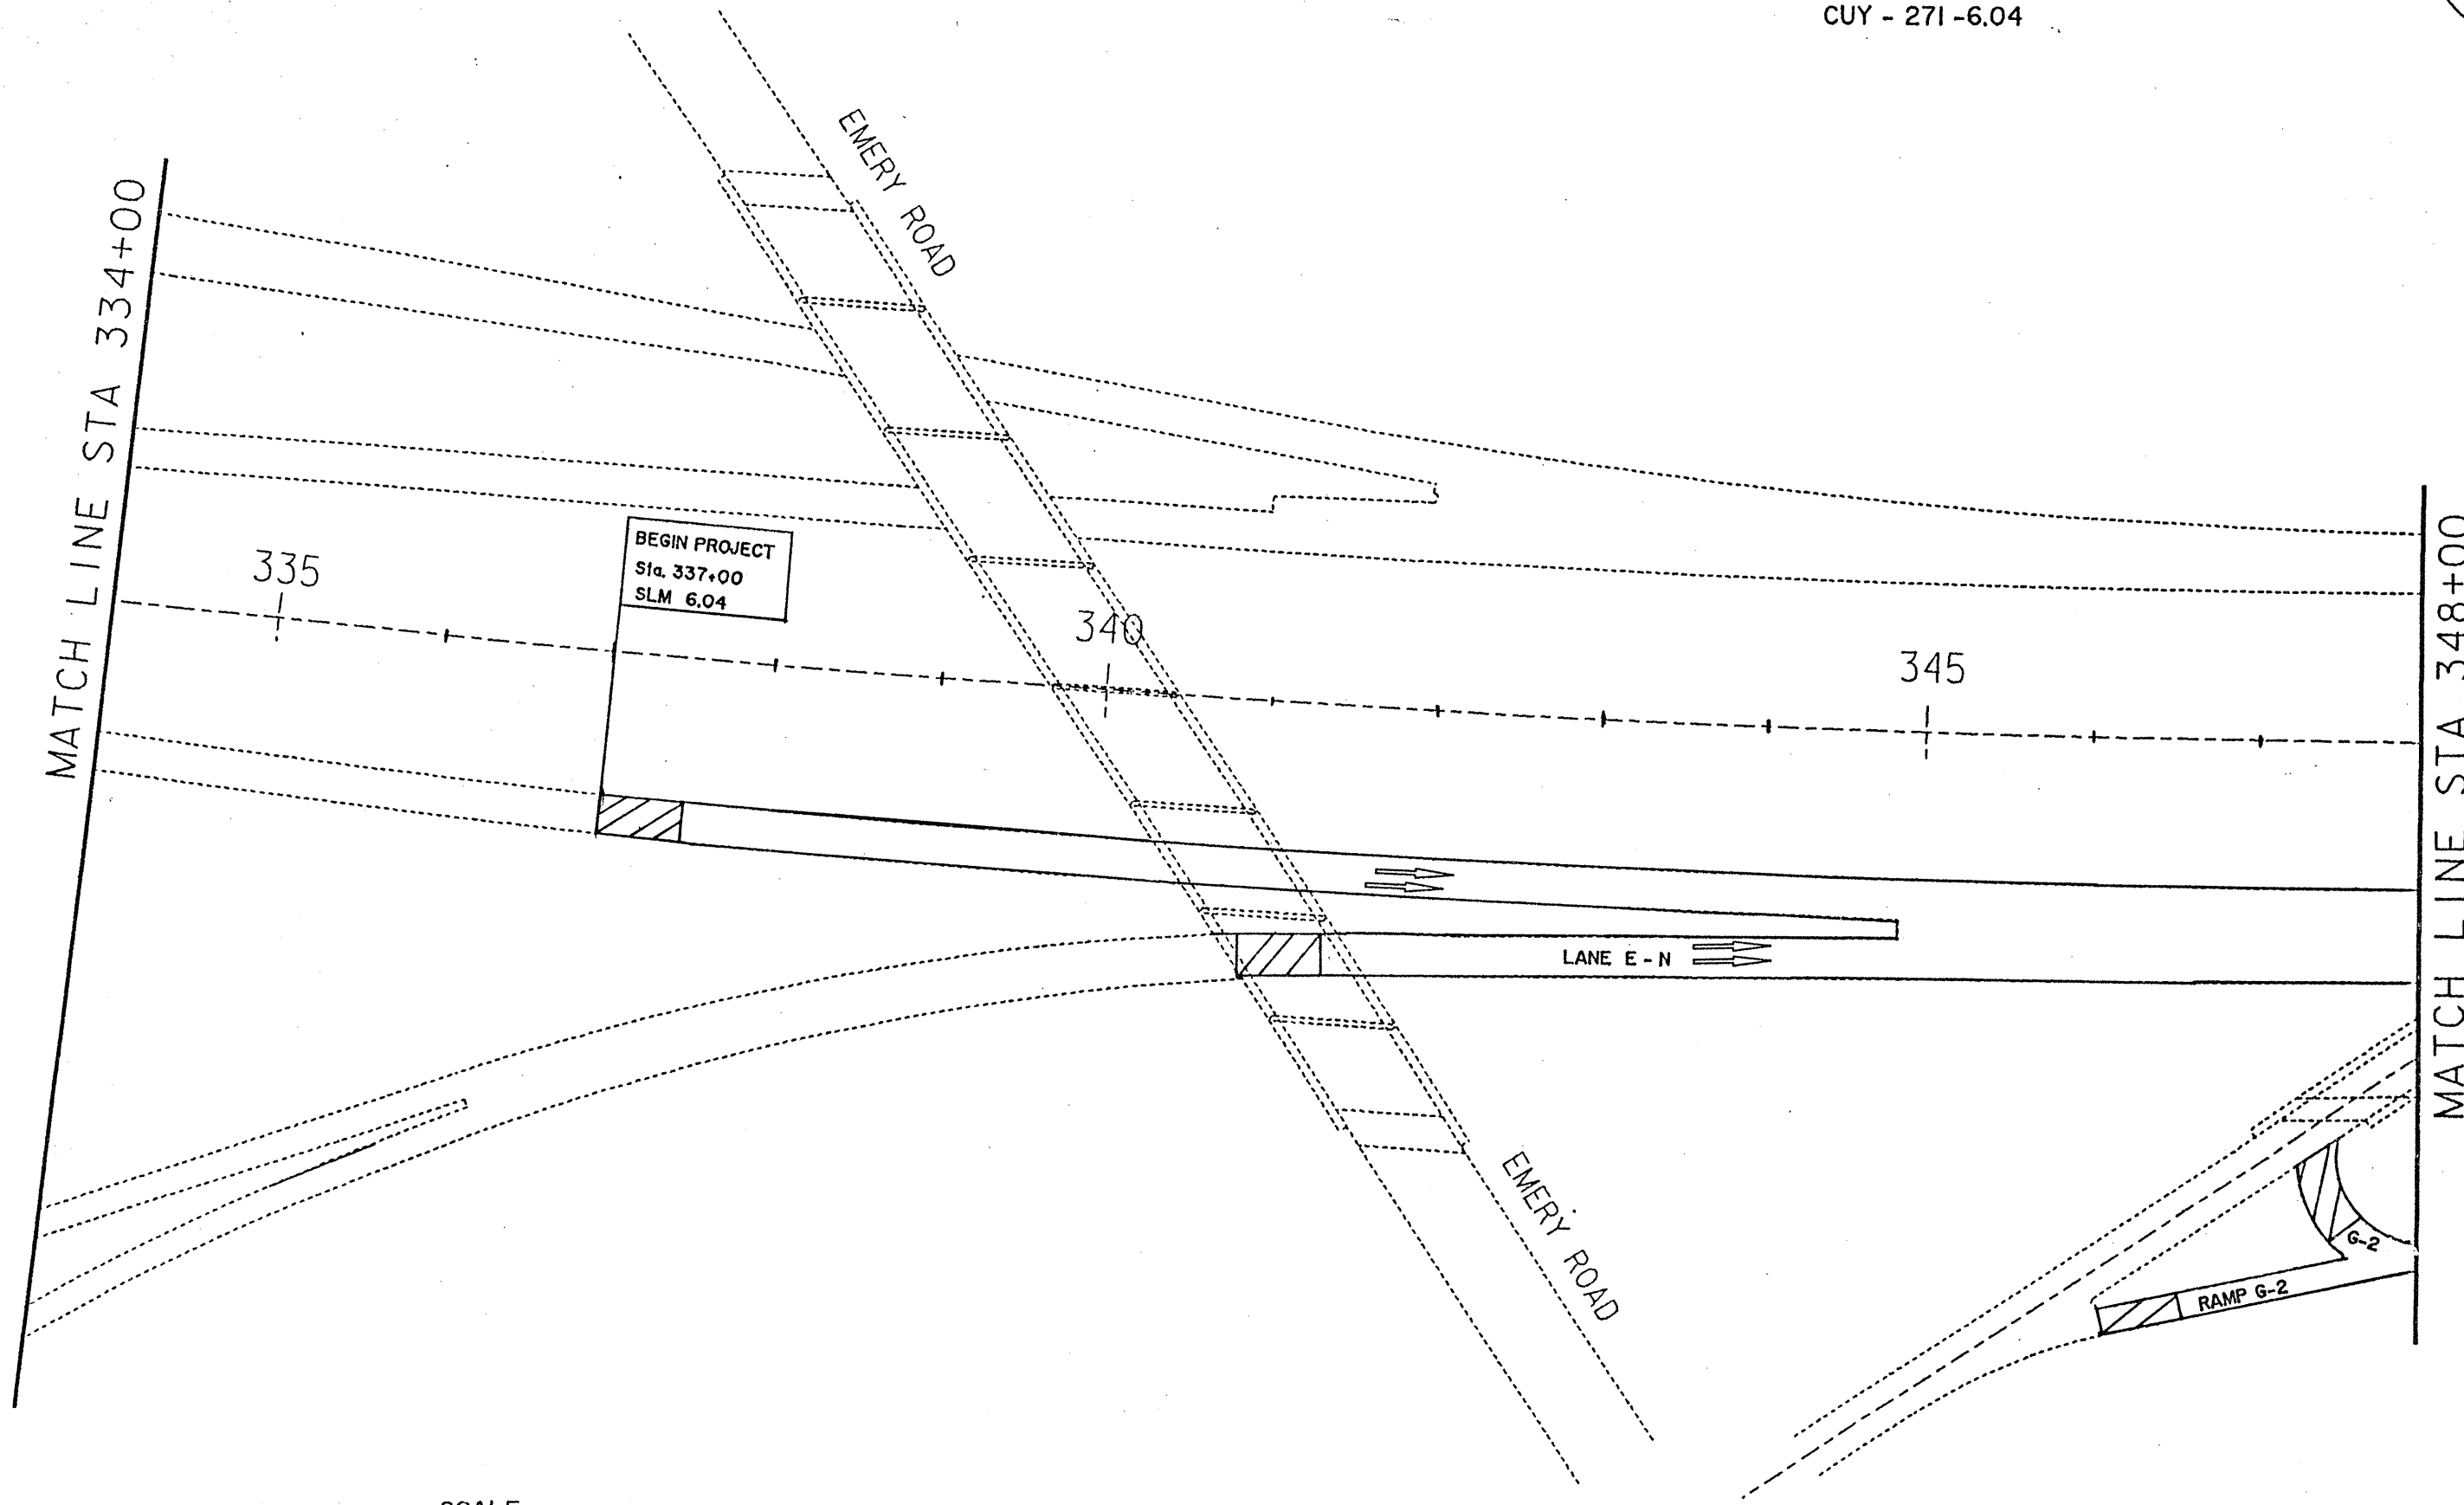 CUY - 271 -6.04
EMERY ROAD
MATCH LINE STA 334+00
BEGIN PROJECT
Sta. 337+00
SLM 6.04
335
340
345
MATCH LINE STA 348+00
LANE E - N
EMERY ROAD
G-2
RAMP G-2